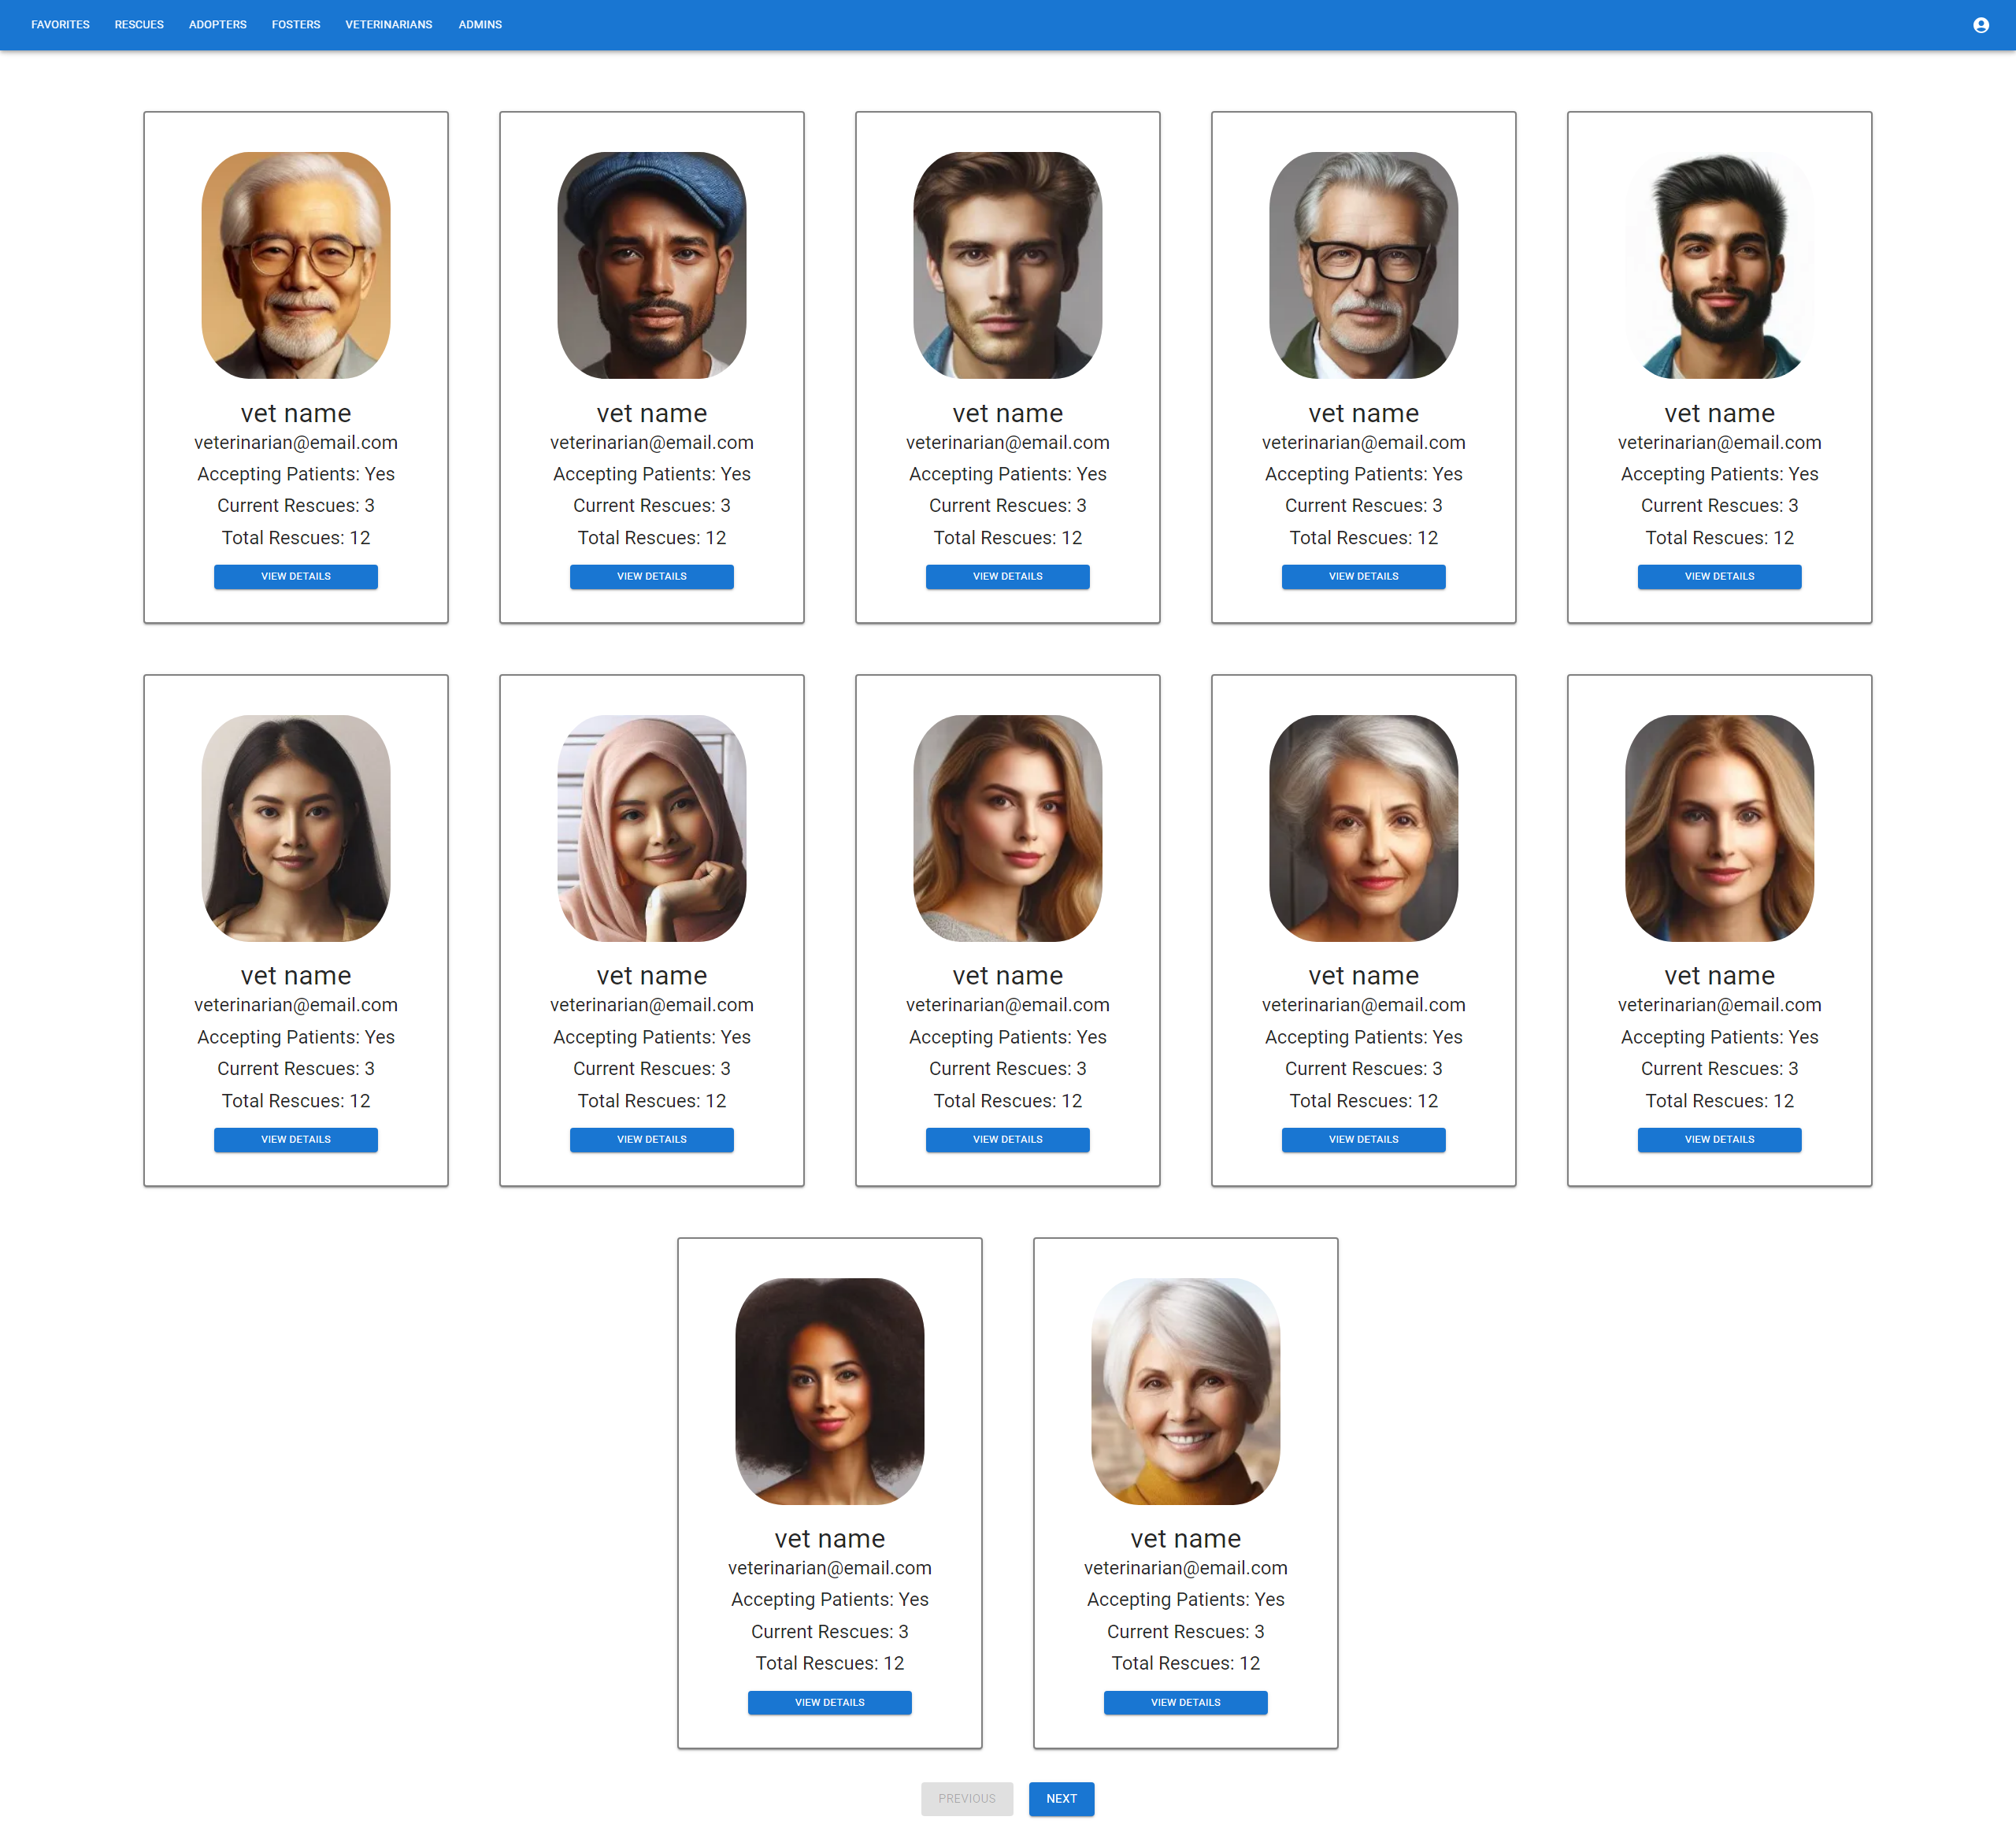 FAVORITES RESCUES ADOPTERS FOSTERS VETERINARIANS ADMINS
vet name
veterinarian@email.com
Accepting Patients: Yes
Current Rescues: 3
Total Rescues: 12
VIEW DETAILS
vet name
veterinarian@email.com
Accepting Patients: Yes
Current Rescues: 3
Total Rescues: 12
VIEW DETAILS
vet name
veterinarian@email.com
Accepting Patients: Yes
Current Rescues: 3
Total Rescues: 12
VIEW DETAILS
vet name
veterinarian@email.com
Accepting Patients: Yes
Current Rescues: 3
Total Rescues: 12
VIEW DETAILS
vet name
veterinarian@email.com
Accepting Patients: Yes
Current Rescues: 3
Total Rescues: 12
VIEW DETAILS
vet name
veterinarian@email.com
Accepting Patients: Yes
Current Rescues: 3
Total Rescues: 12
VIEW DETAILS
vet name
veterinarian@email.com
Accepting Patients: Yes
Current Rescues: 3
Total Rescues: 12
VIEW DETAILS
vet name
veterinarian@email.com
Accepting Patients: Yes
Current Rescues: 3
Total Rescues: 12
VIEW DETAILS
vet name
veterinarian@email.com
Accepting Patients: Yes
Current Rescues: 3
Total Rescues: 12
VIEW DETAILS
vet name
veterinarian@email.com
Accepting Patients: Yes
Current Rescues: 3
Total Rescues: 12
VIEW DETAILS
vet name
veterinarian@email.com
Accepting Patients: Yes
Current Rescues: 3
Total Rescues: 12
VIEW DETAILS
vet name
veterinarian@email.com
Accepting Patients: Yes
Current Rescues: 3
Total Rescues: 12
VIEW DETAILS
PREVIOUS NEXT